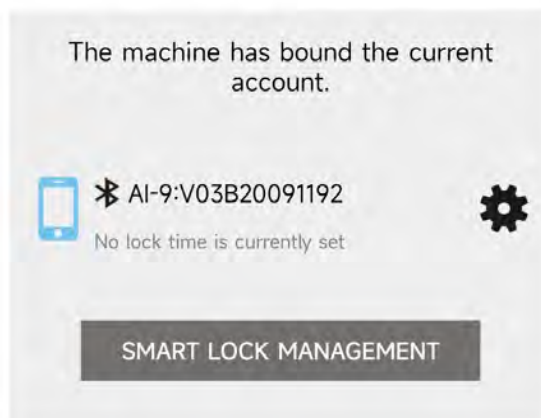 The machine has bound the current
account.
AI-9:V03B20091192
No lock time is currently set
SMART LOCK MANAGEMENT